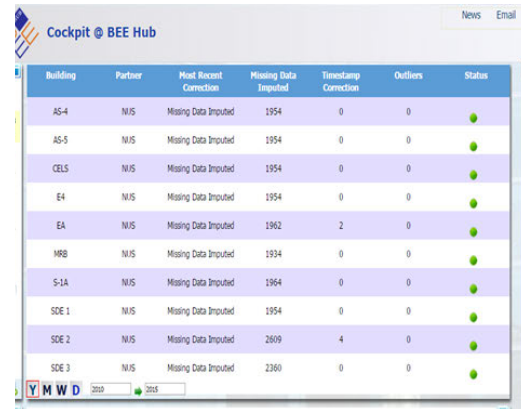 News Email
Cockpit @ BEE Hub
Building Partner Most Recent Correction Missing Data Imputed Timestamp Correction Outliers Status
AS-4 NUS Missing Data Imputed 1954 0 0
AS-5 NUS Missing Data Imputed 1954 0 0
CELS NUS Missing Data Imputed 1954 0 0
E4 NUS Missing Data Imputed 1954 0 0
EA NUS Missing Data Imputed 1962 2 0
MRB NUS Missing Data Imputed 1934 0 0
S-1A NUS Missing Data Imputed 1964 0 0
SDE 1 NUS Missing Data Imputed 1954 0 0
SDE 2 NUS Missing Data Imputed 2609 4 0
SDE 3 NUS Missing Data Imputed 2360 0 0
Y M W D 2010 2015